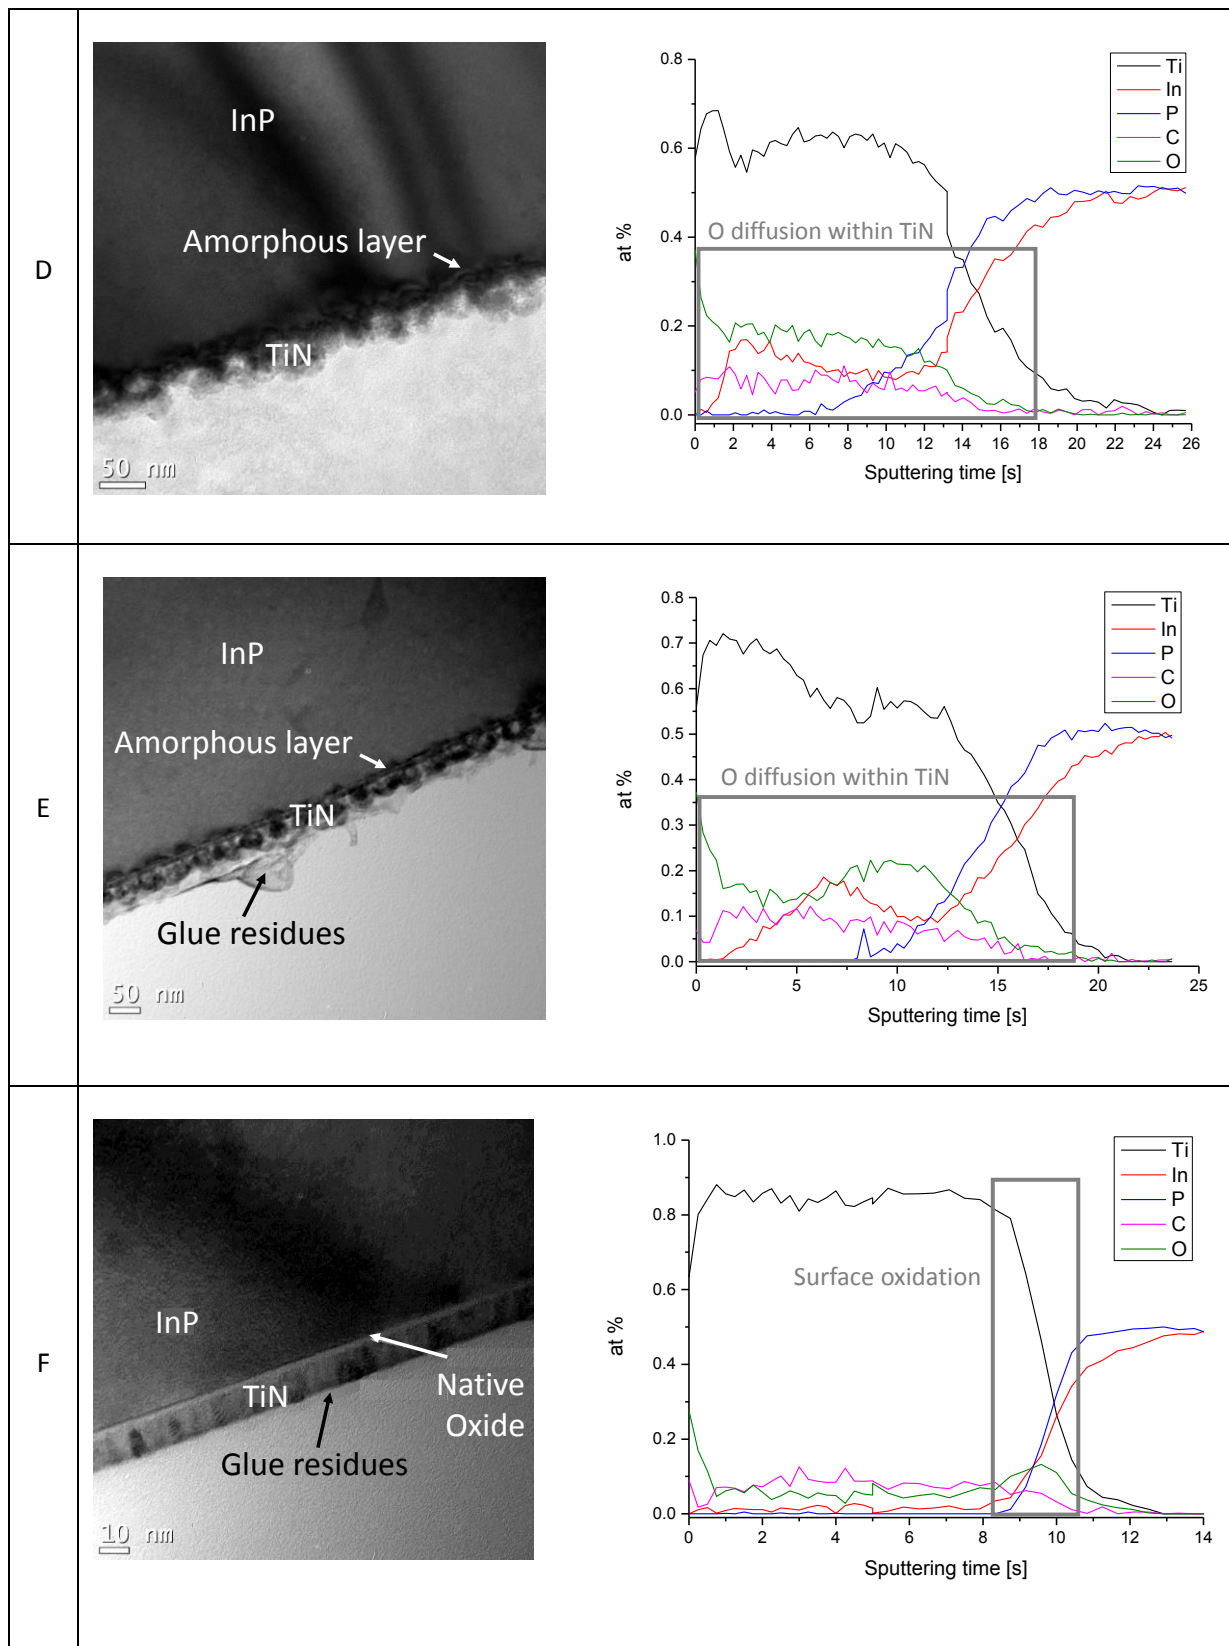 D
InP
Amorphous layer
TiN
50 nm
0.8
0.6
0.4
0.2
0.0
at %
O diffusion within TiN
Ti
In
P
C
O
0 2 4 6 8 10 12 14 16 18 20 22 24 26
Sputtering time [s]
E
InP
Amorphous layer
TiN
Glue residues
50 nm
0.8
0.7
0.6
0.5
0.4
0.3
0.2
0.1
0.0
at %
O diffusion within TiN
Ti
In
P
C
O
0 5 10 15 20 25
Sputtering time [s]
F
InP
TiN
Native
Oxide
Glue residues
10 nm
1.0
0.8
0.6
0.4
0.2
0.0
at %
Surface oxidation
Ti
In
P
C
O
0 2 4 6 8 10 12 14
Sputtering time [s]